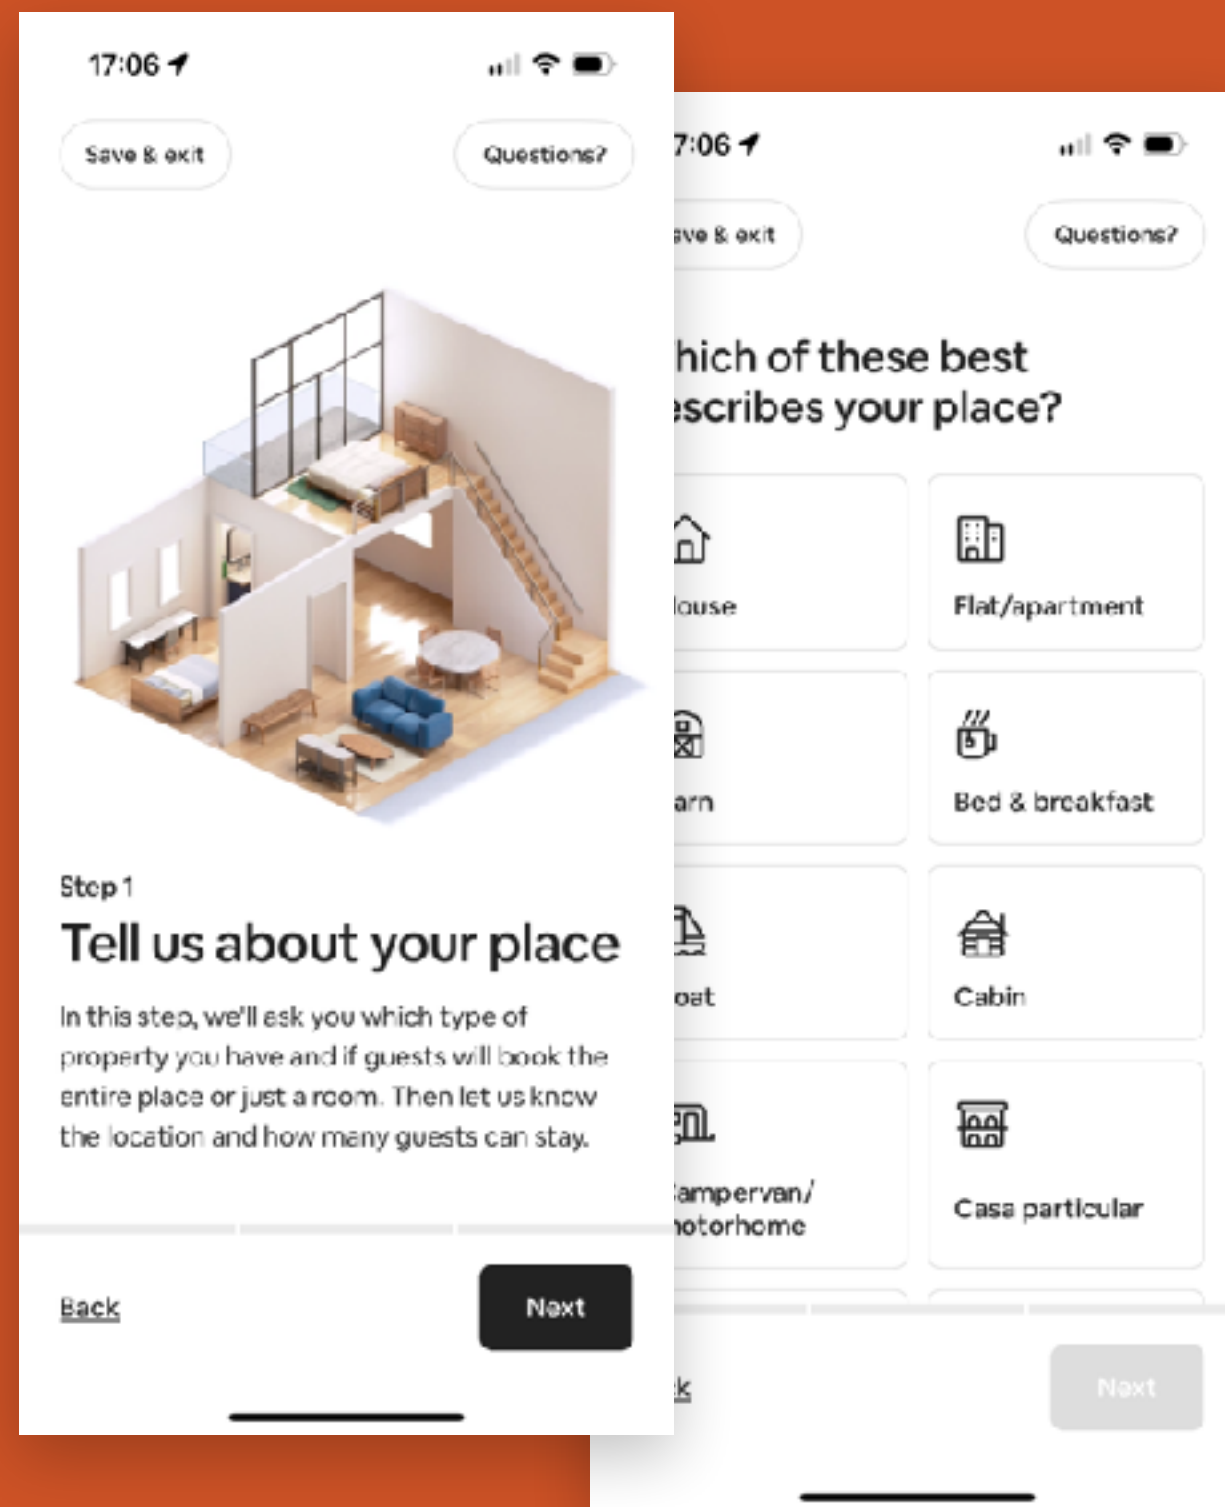 17:06
Save & exit
Questions?
Step 1
Tell us about your place
In this step, we'll ask you which type of
property you have and if guests will book the
entire place or just a room. Then let us know
the location and how many guests can stay.
Back
Next
7:06
ave & exit
Questions?
hich of these best
escribes your place?
ouse
Flat/apartment
arn
Bed & breakfast
oat
Cabin
ampervan/
otorhome
Casa particular
k
Next